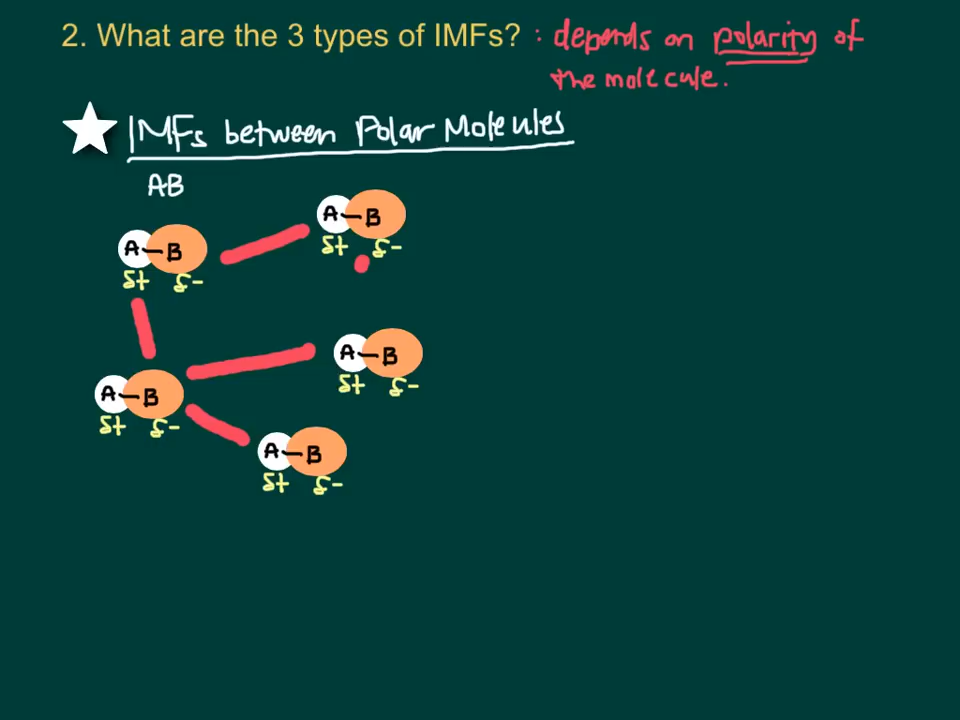 2. What are the 3 types of IMFs? : depends on polarity of
the molecule.
IMFs between Polar Molecules
AB
A-B
δ+ δ-
A-B
δ+ δ-
A-B
δ+ δ-
A-B
δ+ δ-
A-B
δ+ δ-